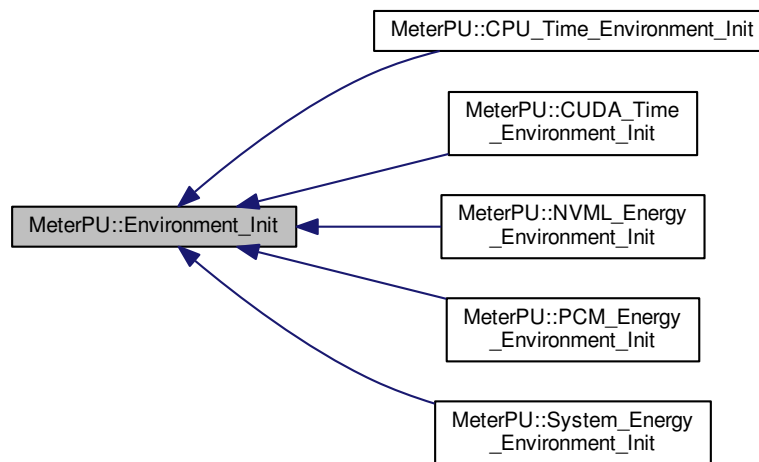 MeterPU::CPU_Time_Environment_Init
MeterPU::CUDA_Time
_Environment_Init
MeterPU::Environment_Init
MeterPU::NVML_Energy
_Environment_Init
MeterPU::PCM_Energy
_Environment_Init
MeterPU::System_Energy
_Environment_Init